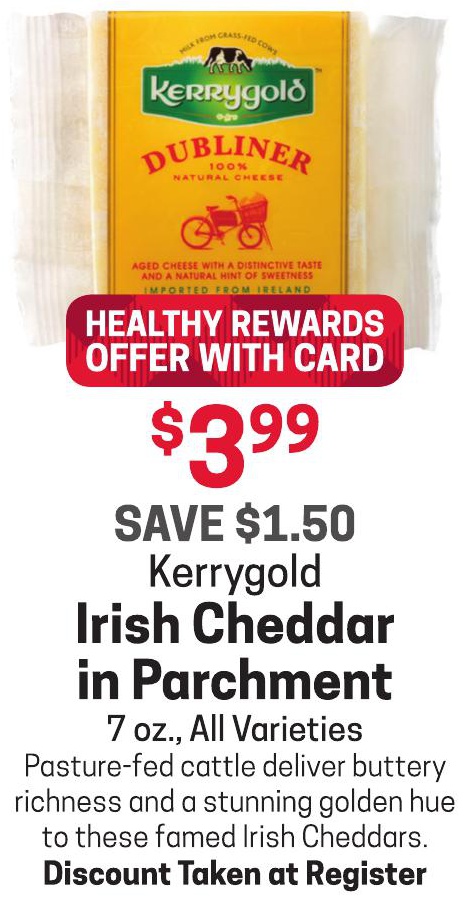 MILK FROM GRASS-FED COWS
Kerrygold
DUBLINER
100%
NATURAL CHEESE
AGED CHEESE WITH A DISTINCTIVE TASTE
AND A NATURAL HINT OF SWEETNESS
IMPORTED FROM IRELAND
HEALTHY REWARDS
OFFER WITH CARD
$3.99
SAVE $1.50
Kerrygold
Irish Cheddar
in Parchment
7 oz., All Varieties
Pasture-fed cattle deliver buttery
richness and a stunning golden hue
to these famed Irish Cheddars.
Discount Taken at Register